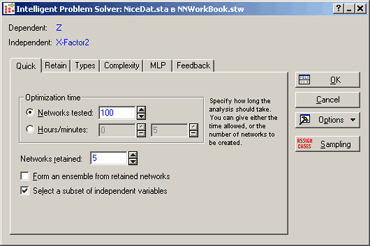 Intelligent Problem Solver: NiceDat.sta в NNWorkBook.stw
Dependent: Z
Independent: X-Factor2
Quick Retain Types Complexity MLP Feedback
Optimization time
Networks tested: 100
Hours/minutes: 0 5
Specify how long the
analysis should take.
You can give either the
time allowed, or the
number of networks to
be created.
Networks retained: 5
Form an ensemble from retained networks
Select a subset of independent variables
OK
Cancel
Options
ASSIGN
CASES
Sampling